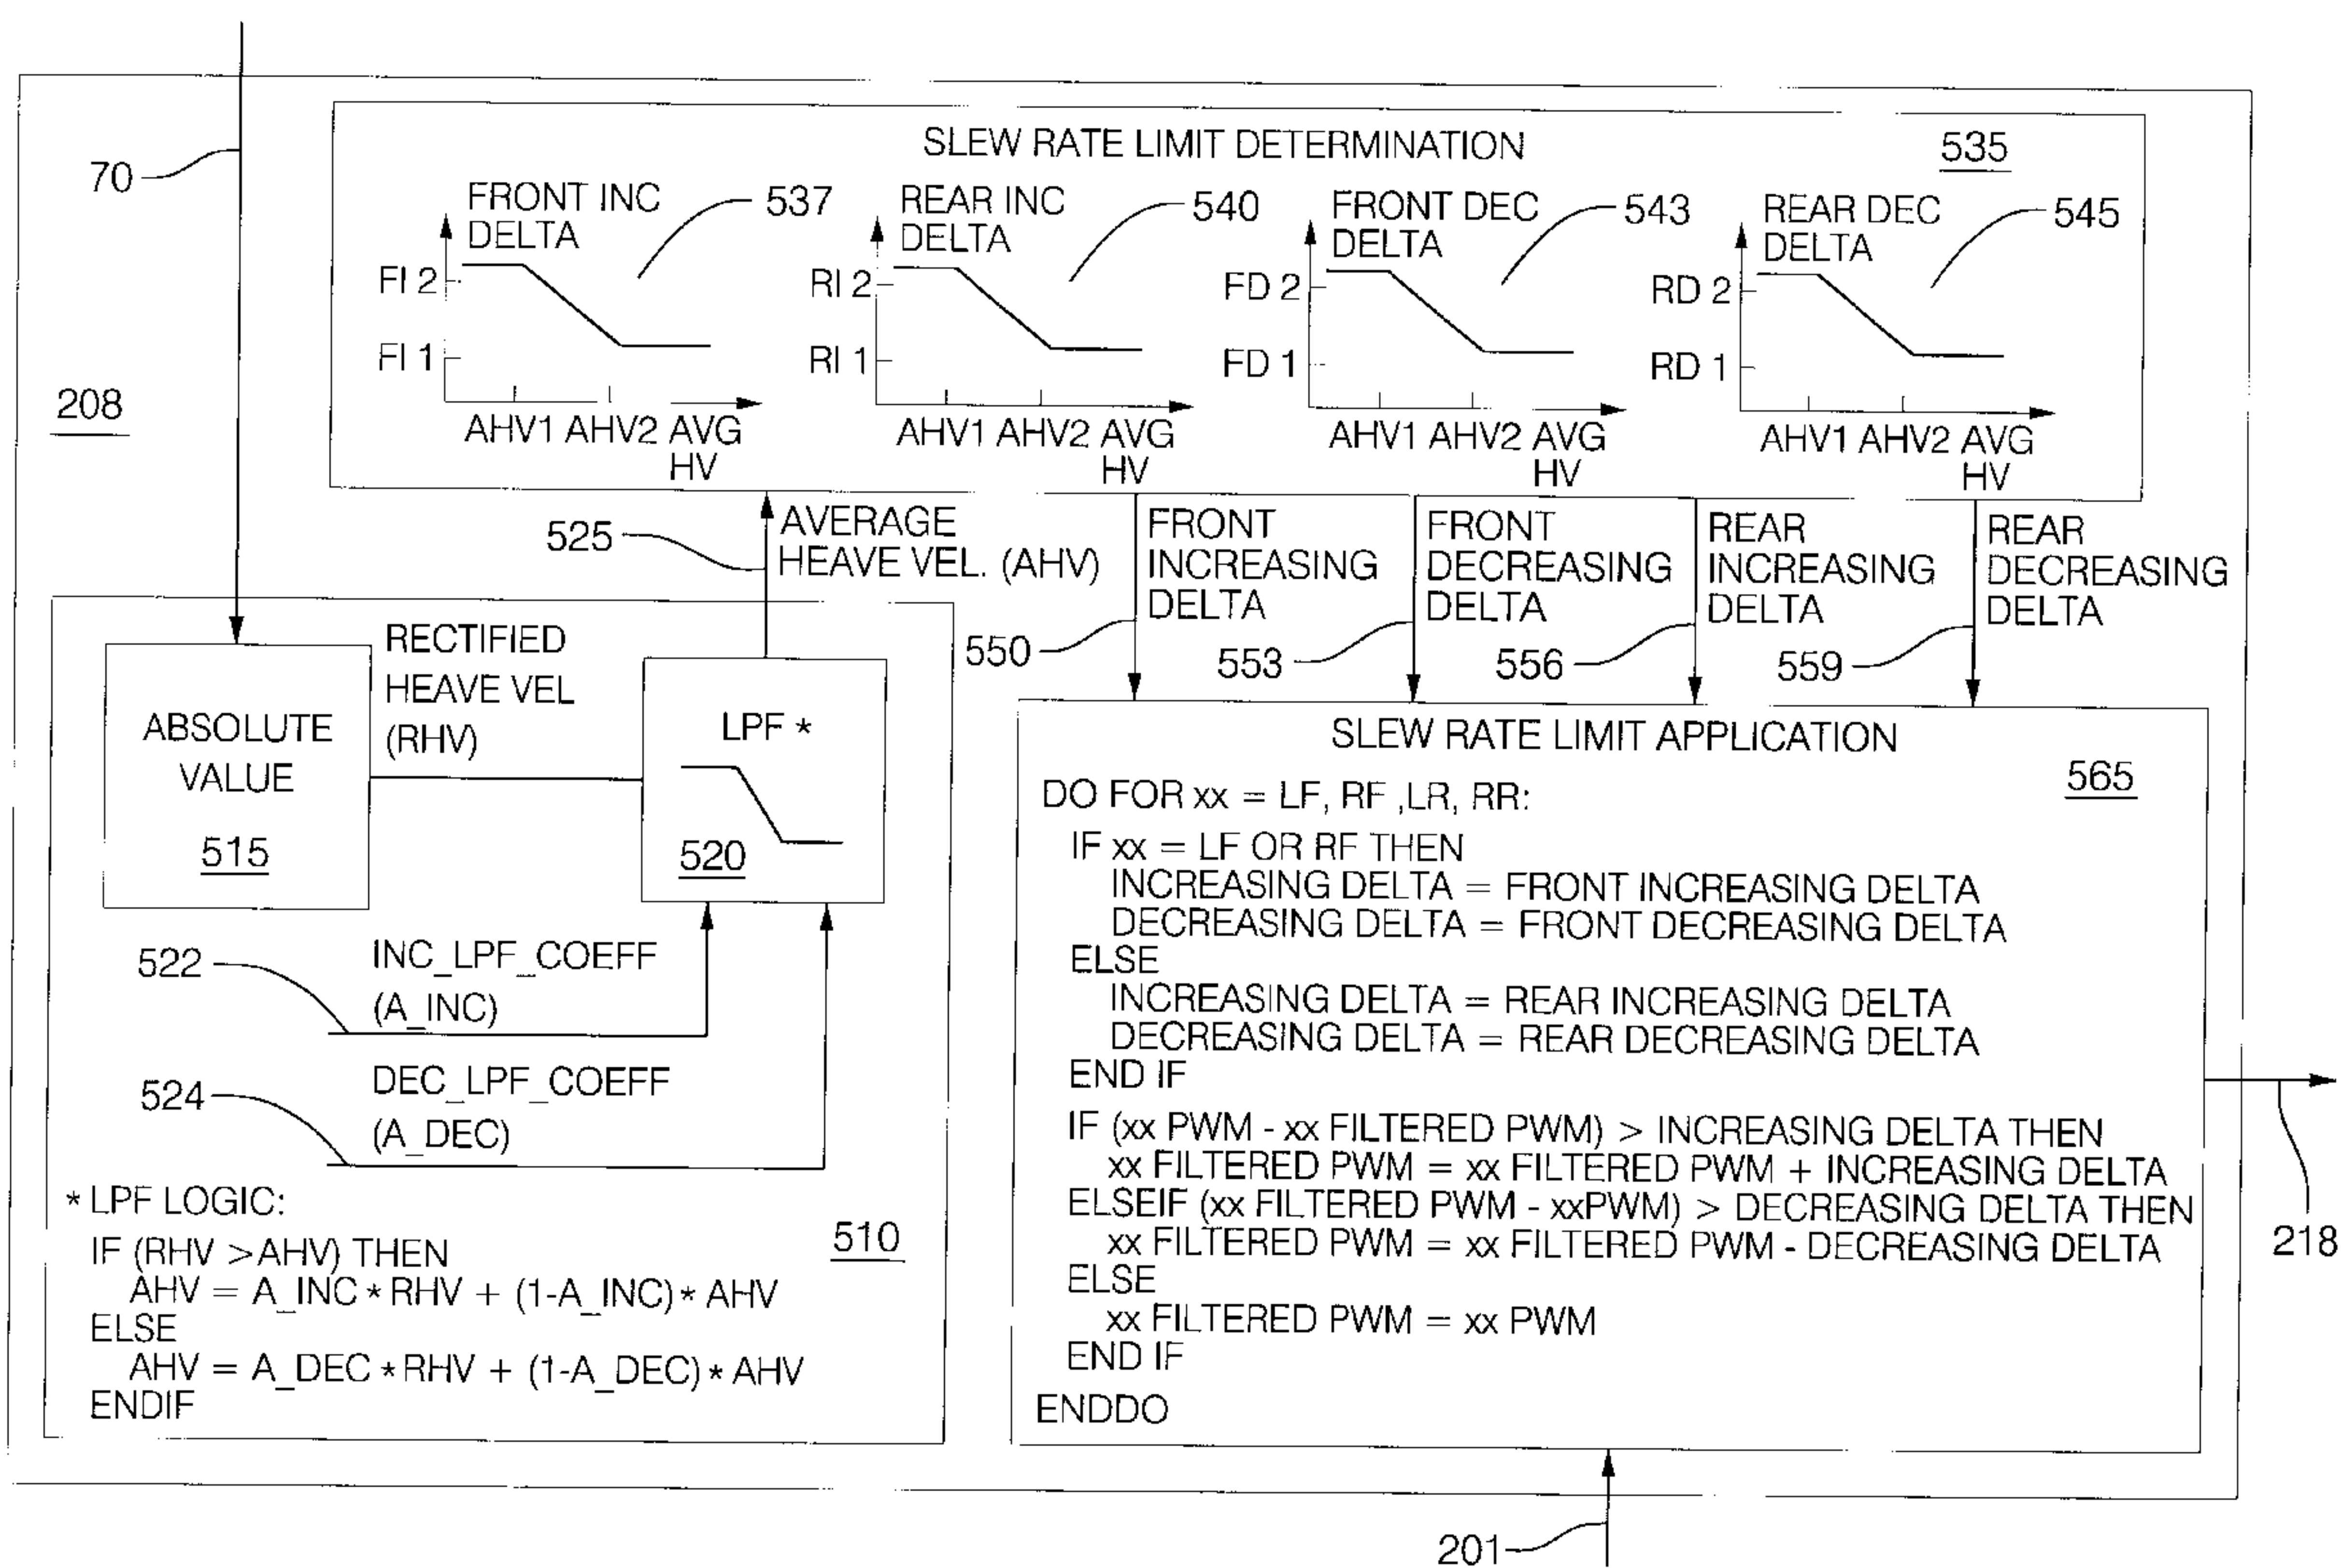 70
208
SLEW RATE LIMIT DETERMINATION
535
FRONT INC
DELTA
537
FI 2
FI 1
AHV1 AHV2 AVG
HV
REAR INC
DELTA
540
RI 2
RI 1
AHV1 AHV2 AVG
HV
FRONT DEC
DELTA
543
FD 2
FD 1
AHV1 AHV2 AVG
HV
REAR DEC
DELTA
545
RD 2
RD 1
AHV1 AHV2 AVG
HV
525
AVERAGE
HEAVE VEL. (AHV)
FRONT
INCREASING
DELTA
550
FRONT
DECREASING
DELTA
553
REAR
INCREASING
DELTA
556
REAR
DECREASING
DELTA
559
ABSOLUTE
VALUE
515
RECTIFIED
HEAVE VEL
(RHV)
LPF *
520
522
INC_LPF_COEFF
(A_INC)
524
DEC_LPF_COEFF
(A_DEC)
* LPF LOGIC:
510
IF (RHV >AHV) THEN
AHV = A_INC * RHV + (1-A_INC) * AHV
ELSE
AHV = A_DEC * RHV + (1-A_DEC) * AHV
ENDIF
SLEW RATE LIMIT APPLICATION
565
DO FOR xx = LF, RF ,LR, RR:
IF xx = LF OR RF THEN
INCREASING DELTA = FRONT INCREASING DELTA
DECREASING DELTA = FRONT DECREASING DELTA
ELSE
INCREASING DELTA = REAR INCREASING DELTA
DECREASING DELTA = REAR DECREASING DELTA
END IF
IF (xx PWM - xx FILTERED PWM) > INCREASING DELTA THEN
xx FILTERED PWM = xx FILTERED PWM + INCREASING DELTA
ELSEIF (xx FILTERED PWM - xxPWM) > DECREASING DELTA THEN
xx FILTERED PWM = xx FILTERED PWM - DECREASING DELTA
ELSE
xx FILTERED PWM = xx PWM
END IF
ENDDO
218
201